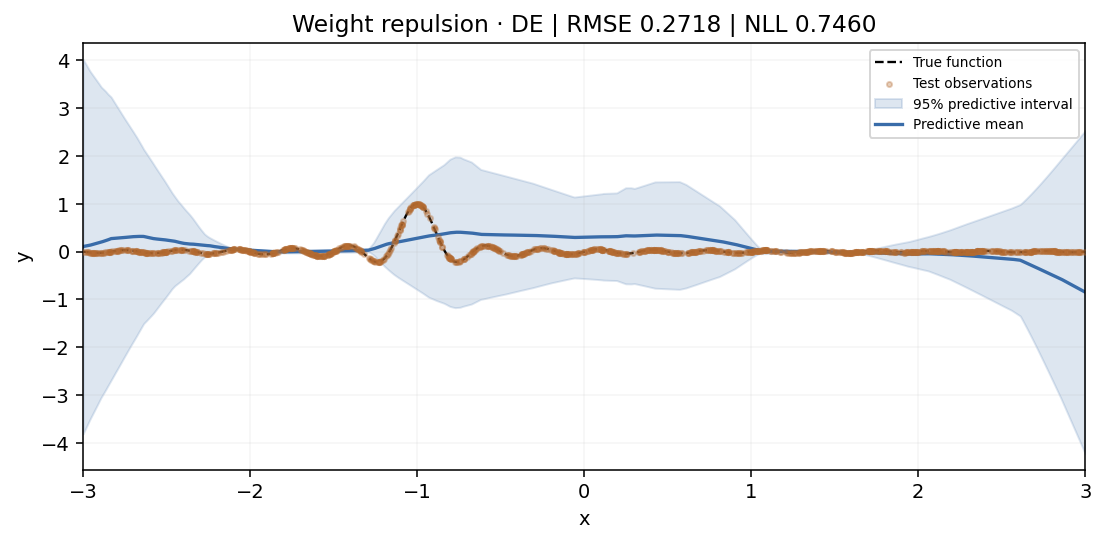 Weight repulsion · DE | RMSE 0.2718 | NLL 0.7460
True function
Test observations
95% predictive interval
Predictive mean
4
3
2
1
0
−1
−2
−3
−4
y
−3
−2
−1
0
1
2
3
x